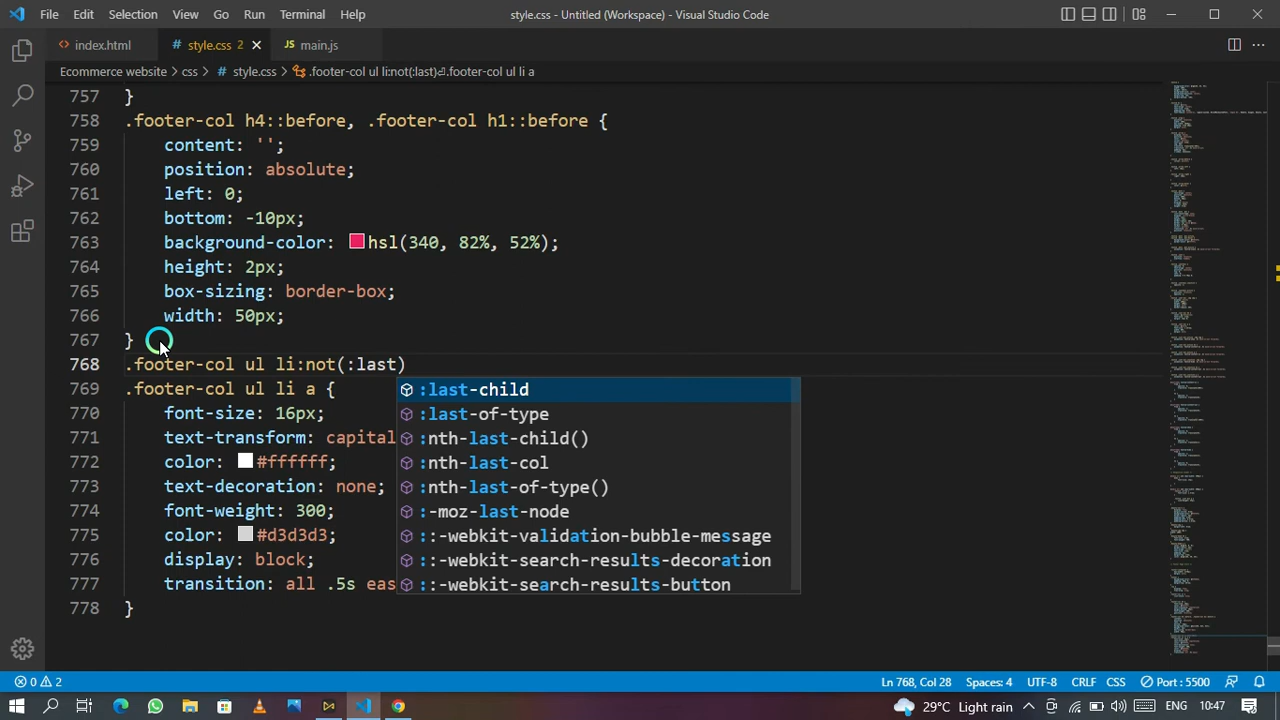 File Edit Selection View Go Run Terminal Help
style.css - Untitled (Workspace) - Visual Studio Code
index.html
# style.css 2
JS main.js
Ecommerce website > css > # style.css > .footer-col ul li:not(:last)⏎.footer-col ul li a
757 }
758 .footer-col h4::before, .footer-col h1::before {
759 content: '';
760 position: absolute;
761 left: 0;
762 bottom: -10px;
763 background-color: hsl(340, 82%, 52%);
764 height: 2px;
765 box-sizing: border-box;
766 width: 50px;
767 }
768 .footer-col ul li:not(:last)
769 .footer-col ul li a {
770 font-size: 16px;
771 text-transform: capital
772 color: #ffffff;
773 text-decoration: none;
774 font-weight: 300;
775 color: #d3d3d3;
776 display: block;
777 transition: all .5s eas
778 }
:last-child
:last-of-type
:nth-last-child()
:nth-last-col
:nth-last-of-type()
:-moz-last-node
::-webkit-validation-bubble-message
::-webkit-search-results-decoration
::-webkit-search-results-button
0 2
Ln 768, Col 28 Spaces: 4 UTF-8 CRLF CSS Port : 5500
29°C Light rain ENG 10:47